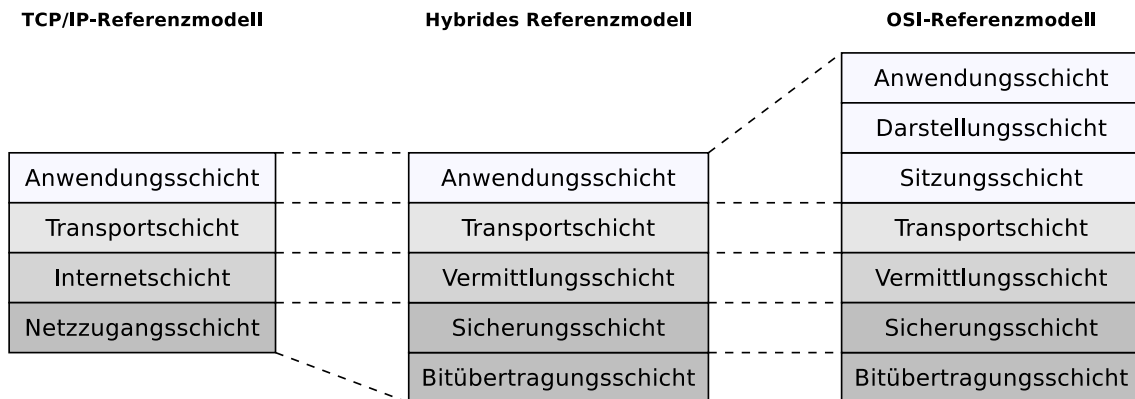 TCP/IP-Referenzmodell
Anwendungsschicht
Transportschicht
Internetschicht
Netzzugangsschicht
Hybrides Referenzmodell
Anwendungsschicht
Transportschicht
Vermittlungsschicht
Sicherungsschicht
Bitübertragungsschicht
OSI-Referenzmodell
Anwendungsschicht
Darstellungsschicht
Sitzungsschicht
Transportschicht
Vermittlungsschicht
Sicherungsschicht
Bitübertragungsschicht